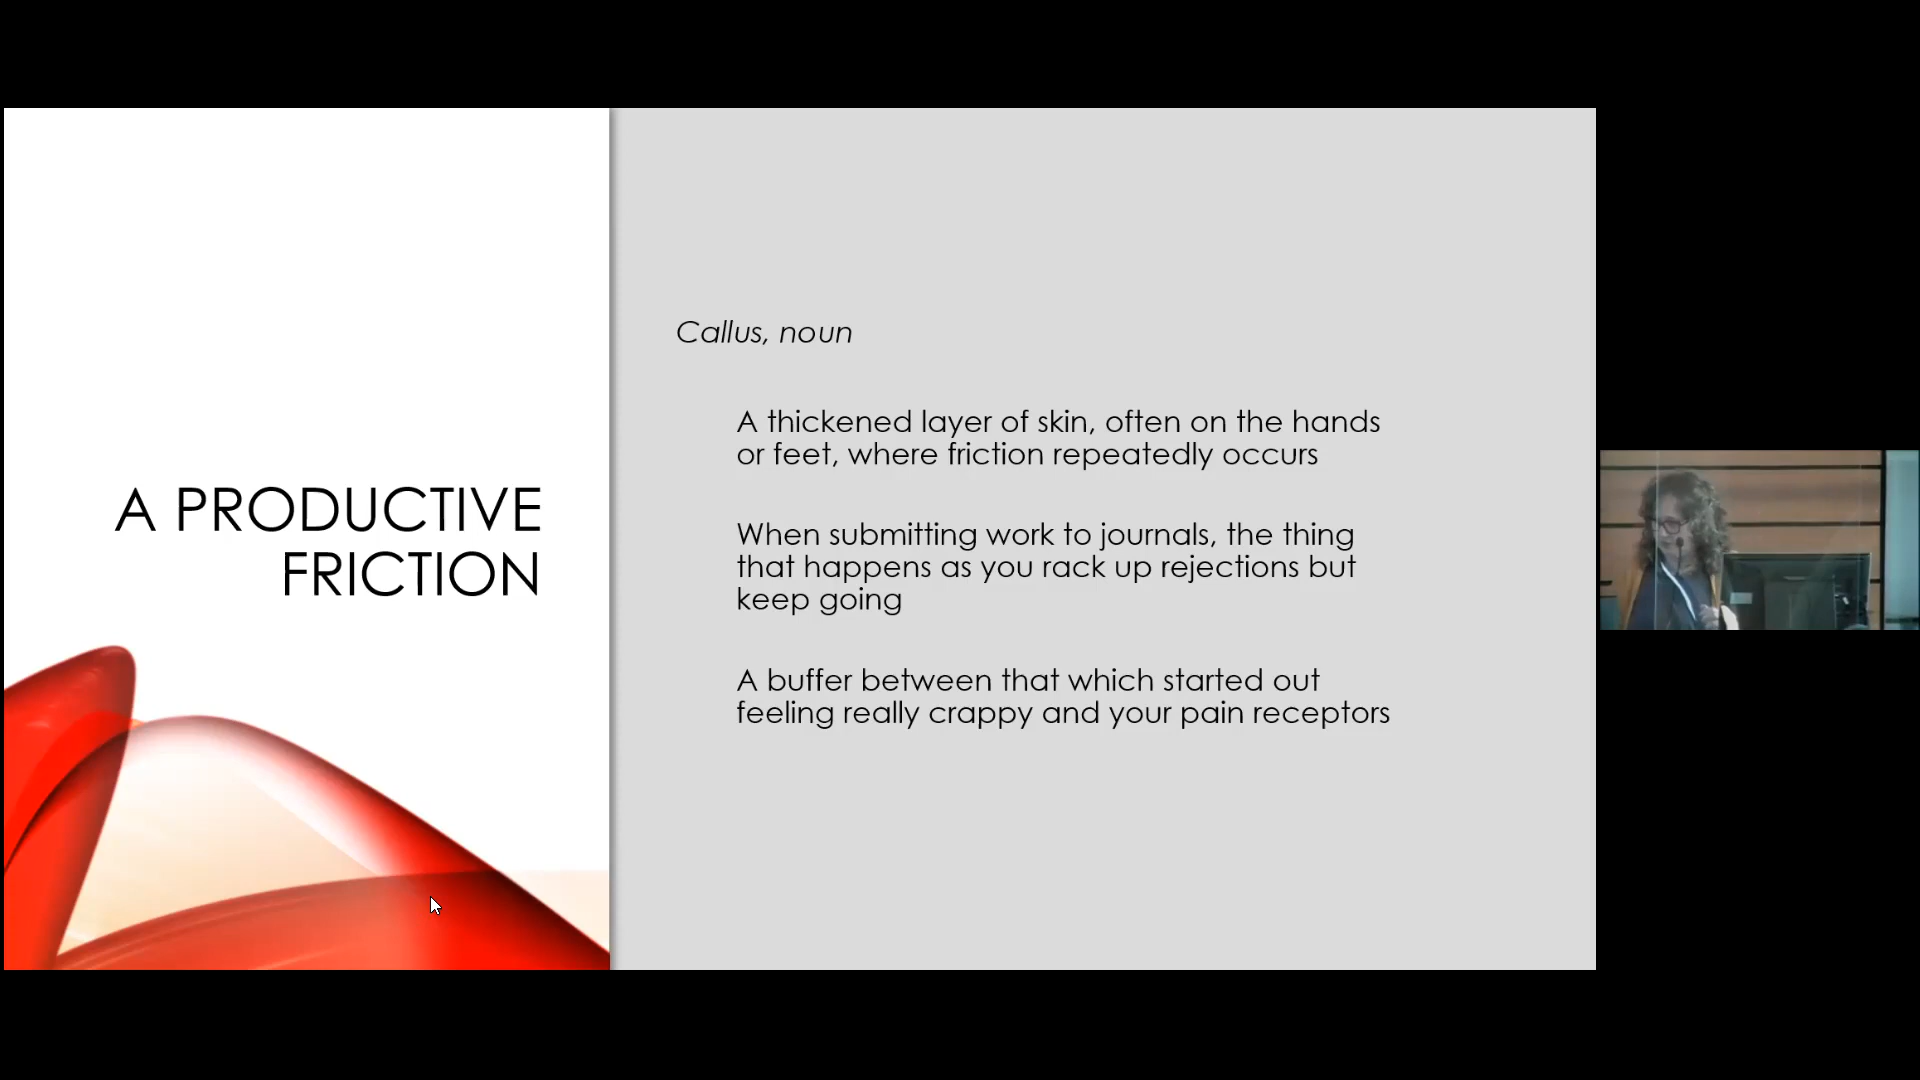 A PRODUCTIVE
FRICTION
Callus, noun
A thickened layer of skin, often on the hands
or feet, where friction repeatedly occurs
When submitting work to journals, the thing
that happens as you rack up rejections but
keep going
A buffer between that which started out
feeling really crappy and your pain receptors